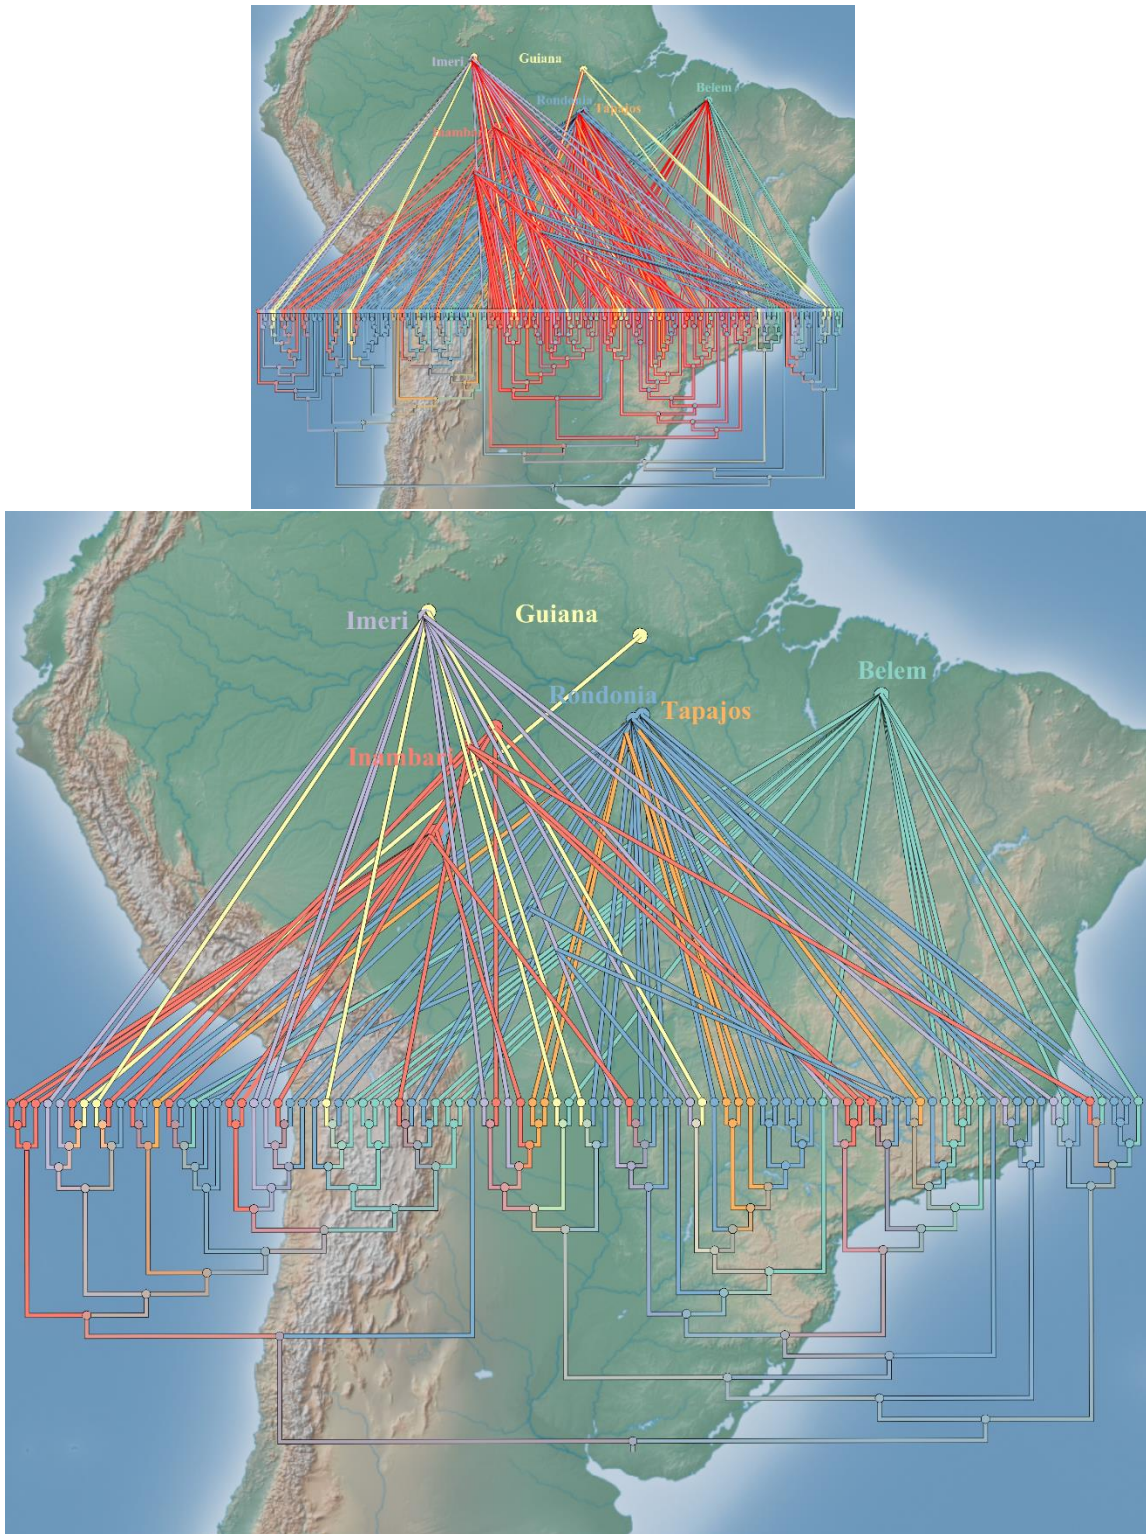 Imeri
Guiana
Belem
Rondonia
Tapajos
Inambari
Imeri
Guiana
Belem
Rondonia
Tapajos
Inambari